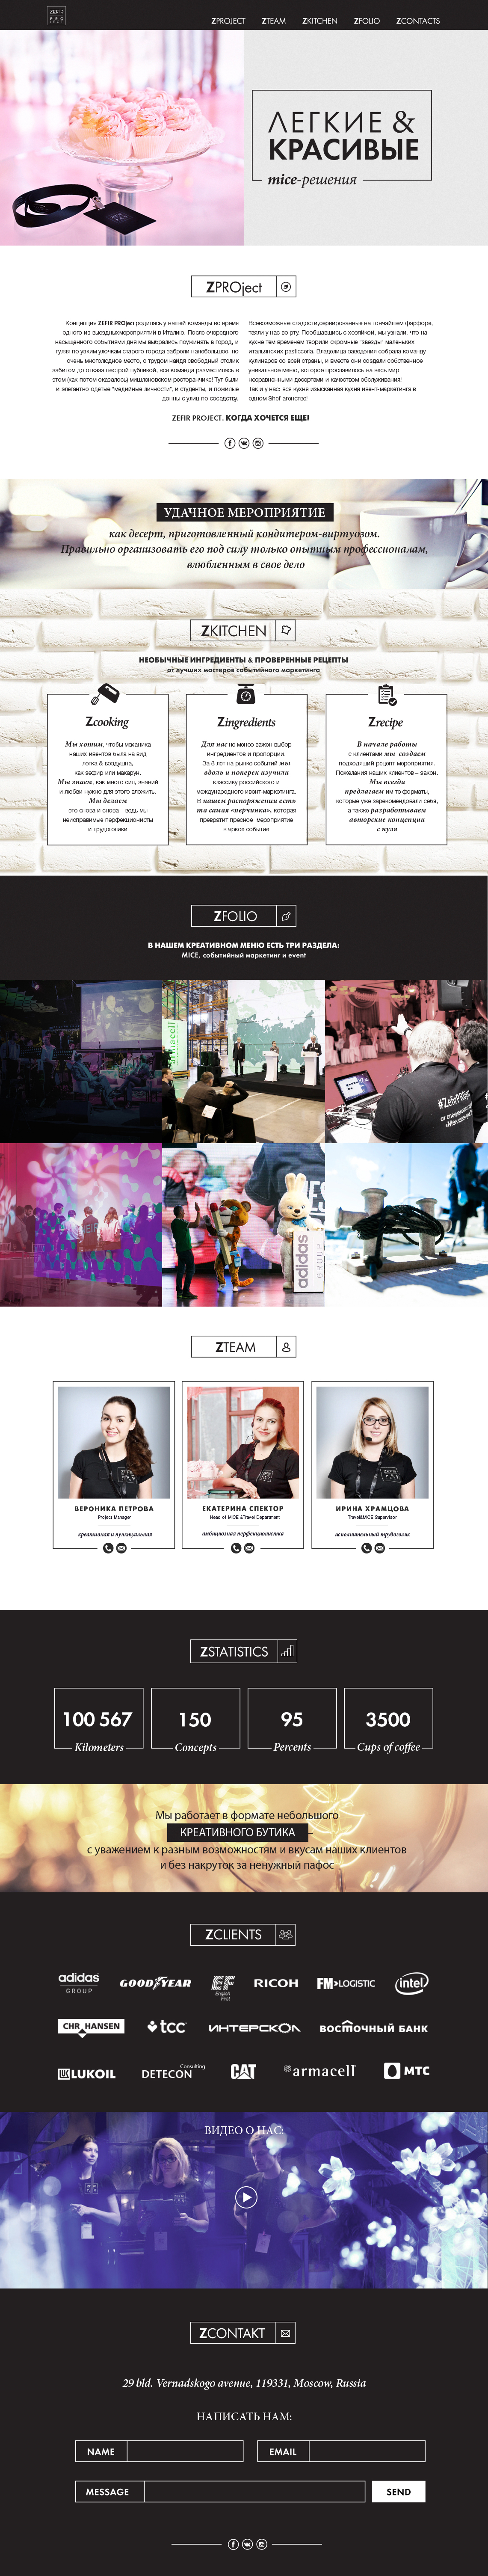 ZEFIR
PRO
ZPROJECT ZTEAM ZKITCHEN ZFOLIO ZCONTACTS
ЛЕГКИЕ &
КРАСИВЫЕ
mice-решения
ZPROject
Концепция ZEFIR PROject родилась у нашей команды во время
одного из выездных мероприятий в Италию. После очередного
насыщенного событиями дня мы выбрались поужинать в город, и
гуляя по узким улочкам старого города забрели на небольшое, но
очень многолюдное место, с трудом найдя свободный столик
забитом до отказа пестрой публикой, вся команда разместилась в
этом (как потом оказалось) мишленовском ресторанчике! Тут были
и элегантно одетые "медийные личности", и студенты, и пожилые
донны с улиц по соседству.
Всевозможные сладости,сервированные на тончайшем фарфоре,
таяли у нас во рту. Пообщавшись с хозяйкой, мы узнали, что на
кухне тем временем творили скромные "звезды" маленьких
итальянских pasticceria. Владелица заведения собрала команду
кулинаров со всей страны, и вместе они создали собственное
уникальное меню, которое прославилось на весь мир
несравненными десертами и качеством обслуживания!
Так и у нас: вся кухня изысканная кухня ивент-маркетинга в
одном Shef-агенстве!
ZEFIR PROJECT. КОГДА ХОЧЕТСЯ ЕЩЕ!
УДАЧНОЕ МЕРОПРИЯТИЕ
как десерт, приготовленный кондитером-виртуозом.
Правильно организовать его под силу только опытным профессионалам,
влюбленным в свое дело
ZKITCHEN
НЕОБЫЧНЫЕ ИНГРЕДИЕНТЫ & ПРОВЕРЕННЫЕ РЕЦЕПТЫ
от лучших мастеров событийного маркетинга
Zcooking
Мы хотим, чтобы механика
наших ивентов была на вид
легка & воздушна,
как зефир или макарун.
Мы знаем, как много сил, знаний
и любви нужно для этого вложить.
Мы делаем
это снова и снова – ведь мы
неисправимые перфекционисты
и трудоголики
Zingredients
Для нас не менее важен выбор
ингредиентов и пропорции.
За 8 лет на рынке событий мы
вдоль и поперек изучили
классику российского и
международного ивент-маркетинга.
В нашем распоряжении есть
та самая «перчинка», которая
превратит пресное мероприятие
в яркое событие
Zrecipe
В начале работы
с клиентами мы создаем
подходящий рецепт мероприятия.
Пожелания наших клиентов – закон.
Мы всегда
предлагаем им те форматы,
которые уже зарекомендовали себя,
а также разрабатываем
авторские концепции
с нуля
ZFOLIO
В НАШЕМ КРЕАТИВНОМ МЕНЮ ЕСТЬ ТРИ РАЗДЕЛА:
MICE, событийный маркетинг и event
armacell
#ZefirPROject
от специалистов
adidas
GROUP
ZTEAM
ВЕРОНИКА ПЕТРОВА
Project Manager
креативная и пунктуальная
ЕКАТЕРИНА СПЕКТОР
Head of MICE &Travel Department
амбициозная перфекционистка
ИРИНА ХРАМЦОВА
Travel&MICE Supervisor
исполнительный трудоголик
ZSTATISTICS
100 567
Kilometers
150
Concepts
95
Percents
3500
Cups of coffee
Мы работает в формате небольшого
КРЕАТИВНОГО БУТИКА –
с уважением к разным возможностям и вкусам наших клиентов
и без накруток за ненужный пафос
ZCLIENTS
adidas
GROUP
GOODYEAR
EF
English
First
RICOH
FM>LOGISTIC
intel
CHR HANSEN
tcc
ИНТЕРСКОЛ
ВОСТОЧНЫЙ БАНК
LUKOIL
DETECON
Consulting
CAT
armacell
МТС
ВИДЕО О НАС:
ZCONTAKT
29 bld. Vernadskogo avenue, 119331, Moscow, Russia
НАПИСАТЬ НАМ:
NAME
EMAIL
MESSAGE
SEND